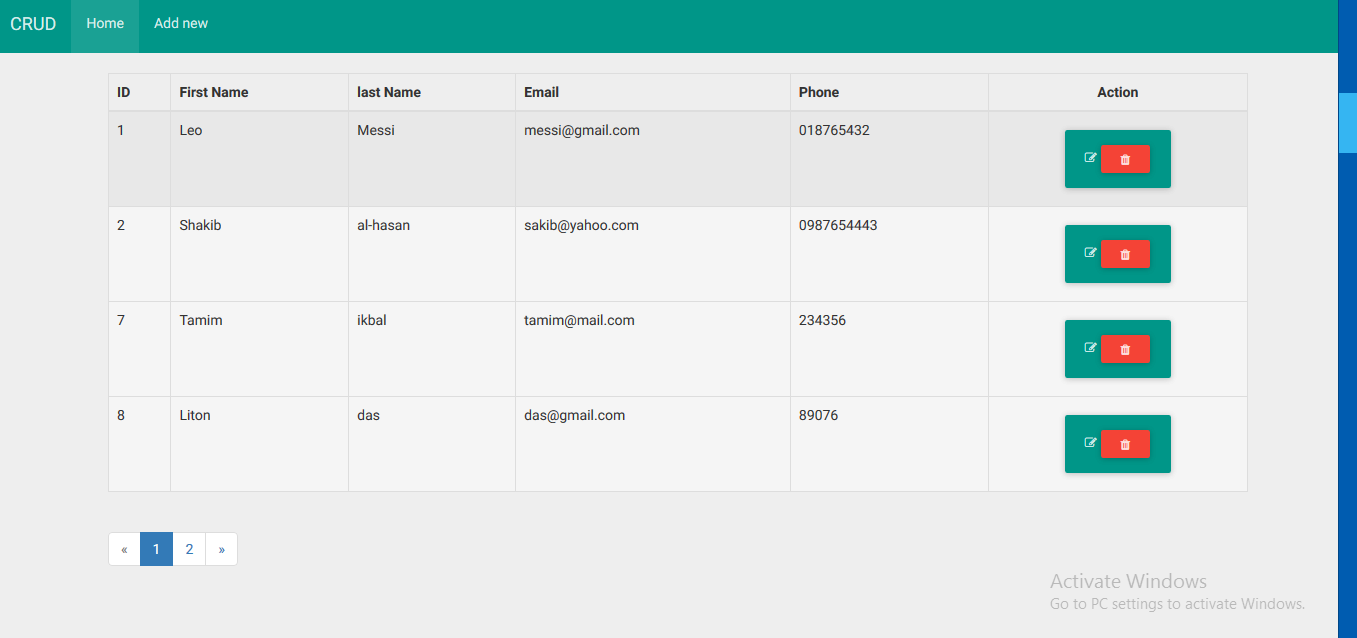 CRUD Home Add new
ID First Name last Name Email Phone Action
1 Leo Messi messi@gmail.com 018765432
2 Shakib al-hasan sakib@yahoo.com 0987654443
7 Tamim ikbal tamim@mail.com 234356
8 Liton das das@gmail.com 89076
« 1 2 »
Activate Windows
Go to PC settings to activate Windows.